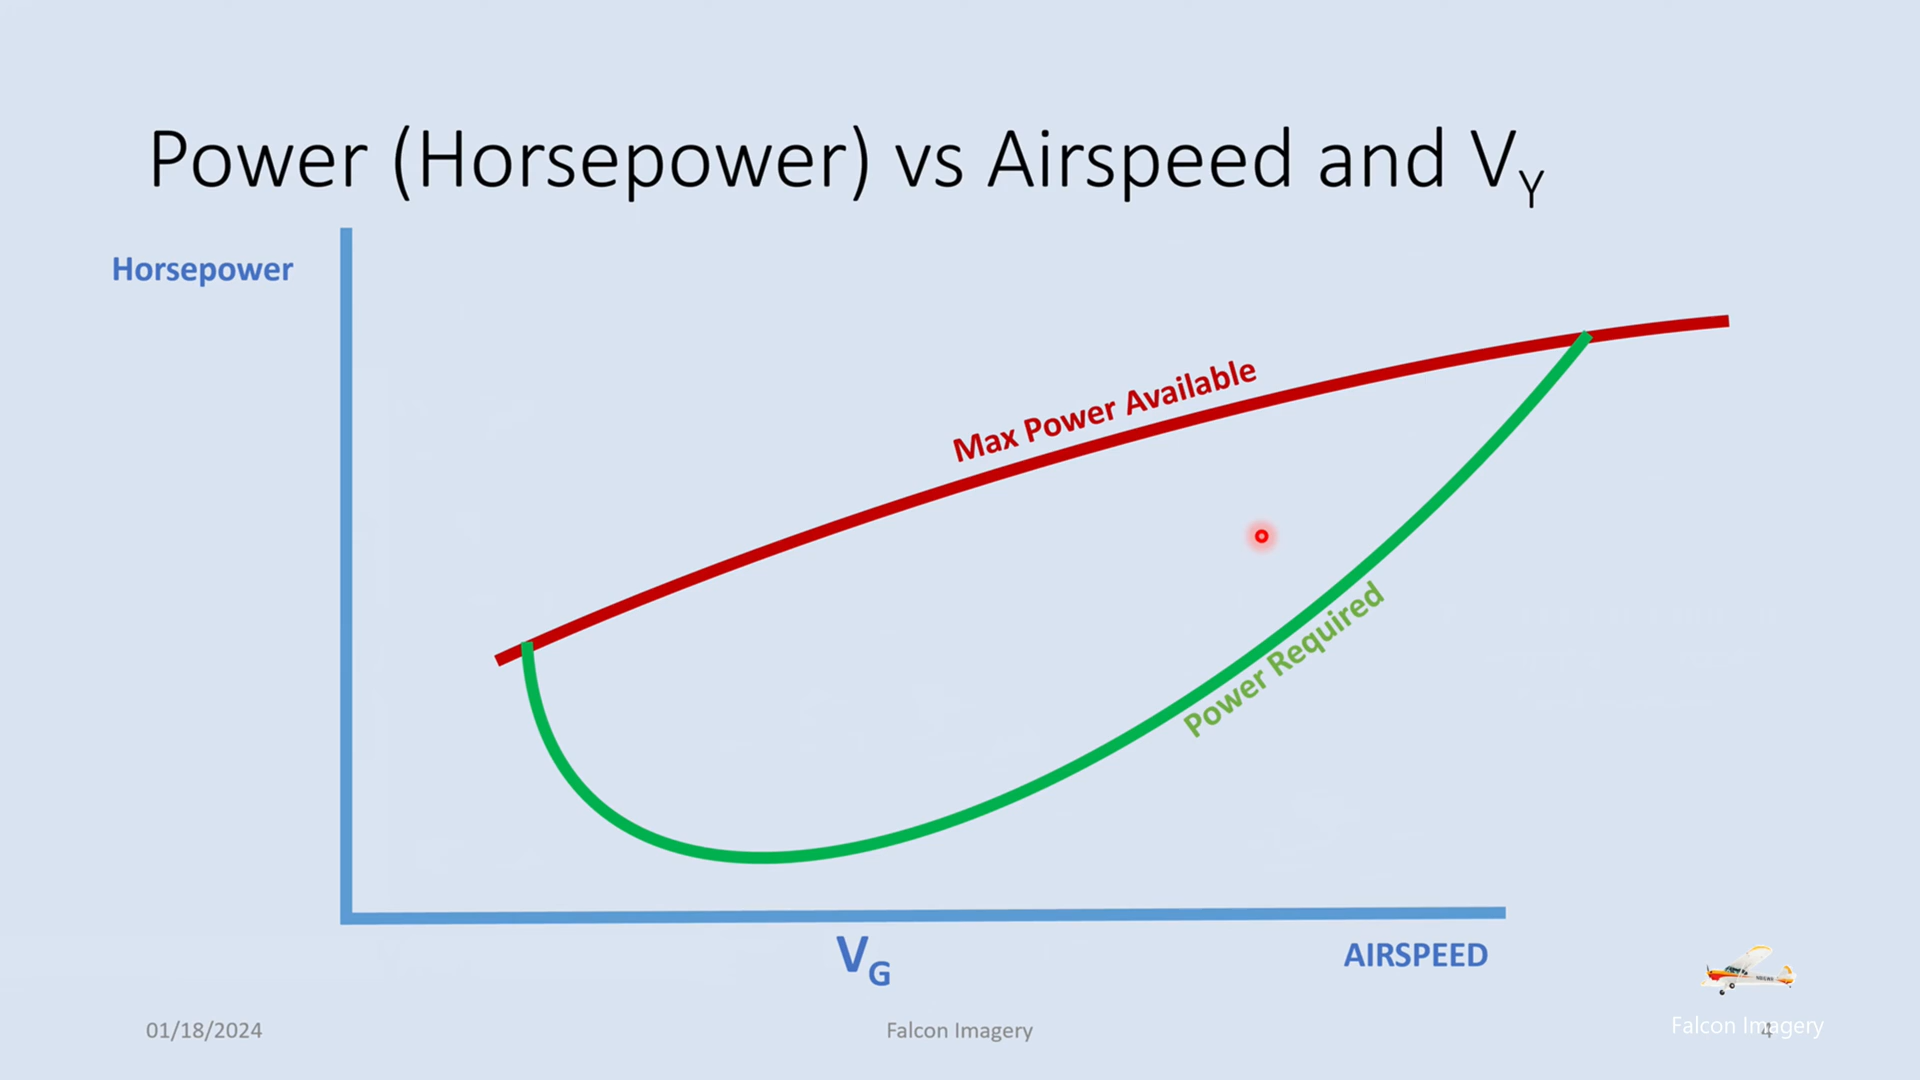 Power (Horsepower) vs Airspeed and VY
Horsepower
Max Power Available
Power Required
VG
AIRSPEED
01/18/2024
Falcon Imagery
Falcon Imagery
4